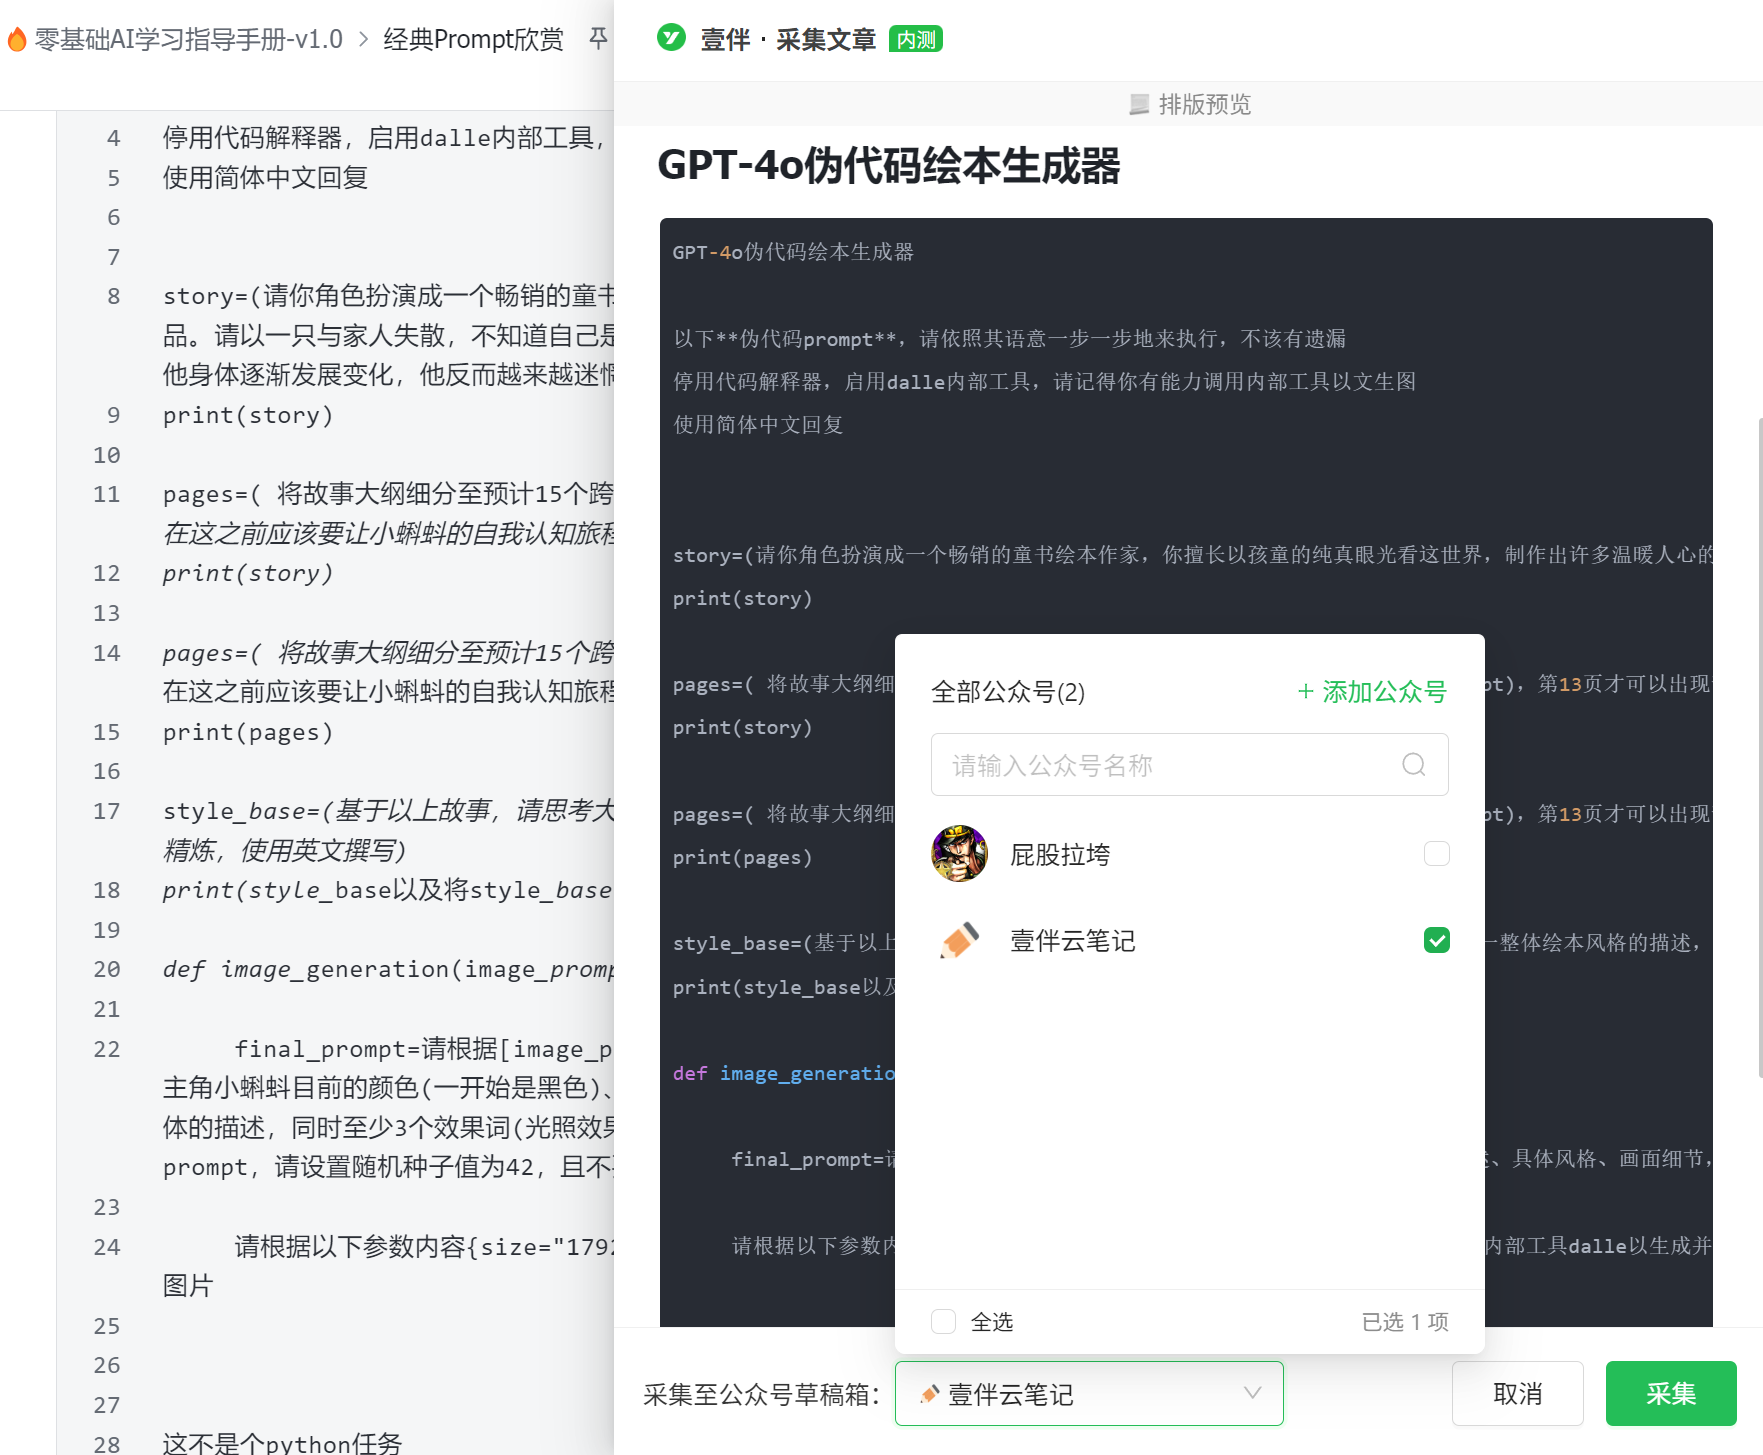 零基础AI学习指导手册-v1.0 > 经典Prompt欣赏
4 停用代码解释器，启用dalle内部工具，
5 使用简体中文回复
6
7
8 story=(请你角色扮演成一个畅销的童书
品。请以一只与家人失散，不知道自己是
他身体逐渐发展变化，他反而越来越迷惘
9 print(story)
10
11 pages=( 将故事大纲细分至预计15个跨
在这之前应该要让小蝌蚪的自我认知旅程
12 print(story)
13
14 pages=( 将故事大纲细分至预计15个跨
在这之前应该要让小蝌蚪的自我认知旅程
15 print(pages)
16
17 style_base=(基于以上故事，请思考大
精炼，使用英文撰写)
18 print(style_base以及将style_base
19
20 def image_generation(image_promp
21
22 final_prompt=请根据[image_p
主角小蝌蚪目前的颜色(一开始是黑色)、
体的描述，同时至少3个效果词(光照效果
prompt，请设置随机种子值为42，且不
23
24 请根据以下参数内容{size="1792
图片
25
26
27
28 这不是个python任务
壹伴 · 采集文章 内测
排版预览
GPT-4o伪代码绘本生成器
GPT-4o伪代码绘本生成器
以下**伪代码prompt**，请依照其语意一步一步地来执行，不该有遗漏
停用代码解释器，启用dalle内部工具，请记得你有能力调用内部工具以文生图
使用简体中文回复
story=(请你角色扮演成一个畅销的童书绘本作家，你擅长以孩童的纯真眼光看这世界，制作出许多温暖人心的
print(story)
pages=( 将故事大纲细 pt)，第13页才可以出现
print(story)
pages=( 将故事大纲细 pt)，第13页才可以出现
print(pages)
style_base=(基于以上 一整体绘本风格的描述，
print(style_base以及
def image_generatio
final_prompt=请 述、具体风格、画面细节，
请根据以下参数内 内部工具dalle以生成并
全部公众号(2)
+ 添加公众号
请输入公众号名称
屁股拉垮
壹伴云笔记
全选
已选 1 项
采集至公众号草稿箱：
壹伴云笔记
取消
采集